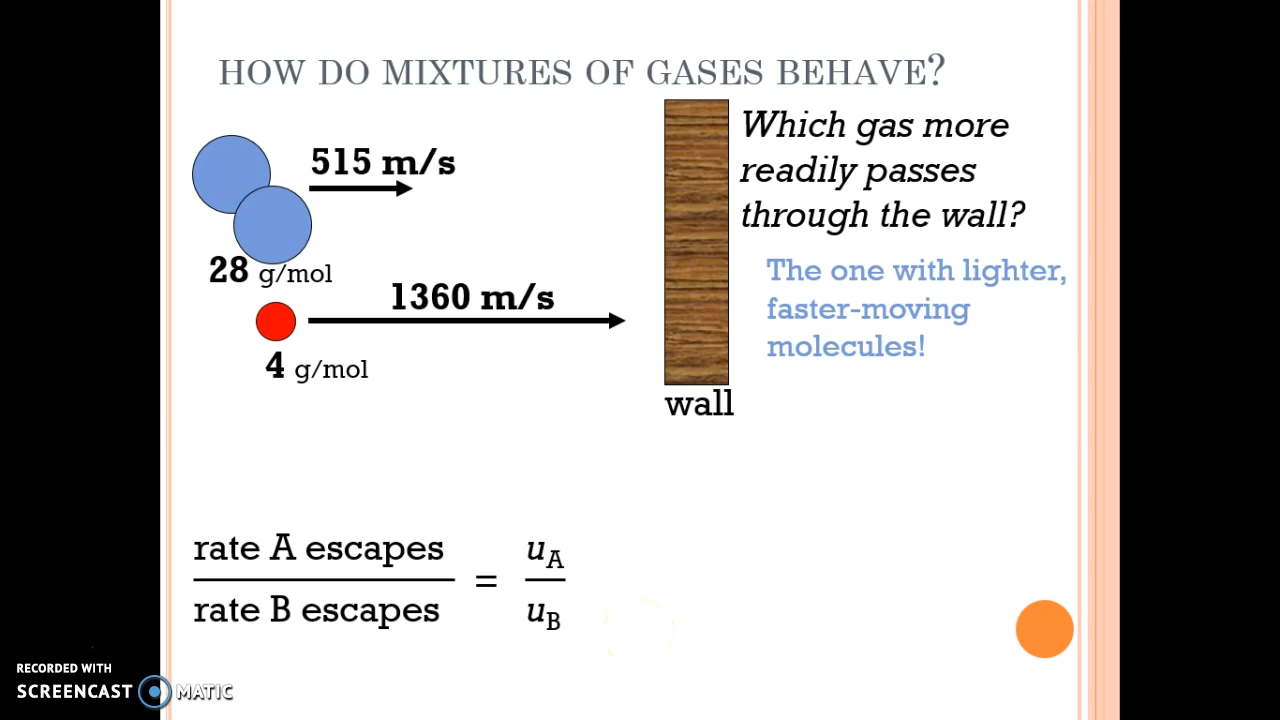 HOW DO MIXTURES OF GASES BEHAVE?
515 m/s
28 g/mol
1360 m/s
4 g/mol
wall
Which gas more
readily passes
through the wall?
The one with lighter,
faster-moving
molecules!
rate A escapes
rate B escapes
=
uA
uB
RECORDED WITH
SCREENCAST MATIC